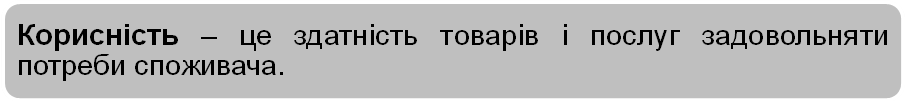 Корисність – це здатність товарів і послуг задовольняти
потреби споживача.